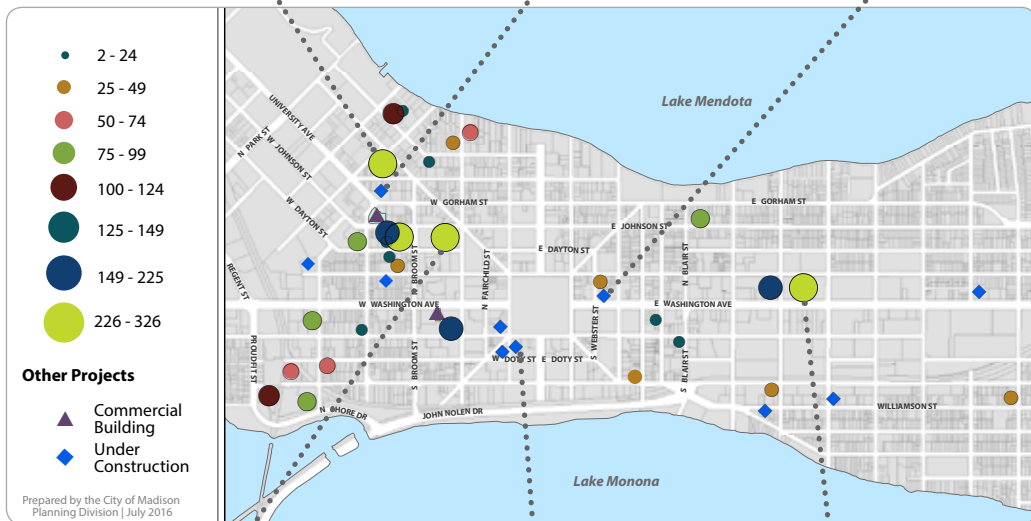 2 - 24
25 - 49
50 - 74
75 - 99
100 - 124
125 - 149
149 - 225
226 - 326
Other Projects
Commercial
Building
Under
Construction
Prepared by the City of Madison
Planning Division | July 2016
Lake Mendota
UNIVERSITY AVE
N PARK ST
W JOHNSON ST
W DAYTON ST
W GORHAM ST
E GORHAM ST
E JOHNSON ST
E DAYTON ST
REGENT ST
N BROOM ST
N FAIRCHILD ST
N BLAIR ST
W WASHINGTON AVE
E WASHINGTON AVE
S WEBSTER ST
PROUDFIT ST
S BROOM ST
W DOTY ST
E DOTY ST
S BLAIR ST
N SHORE DR
JOHN NOLEN DR
WILLIAMSON ST
Lake Monona